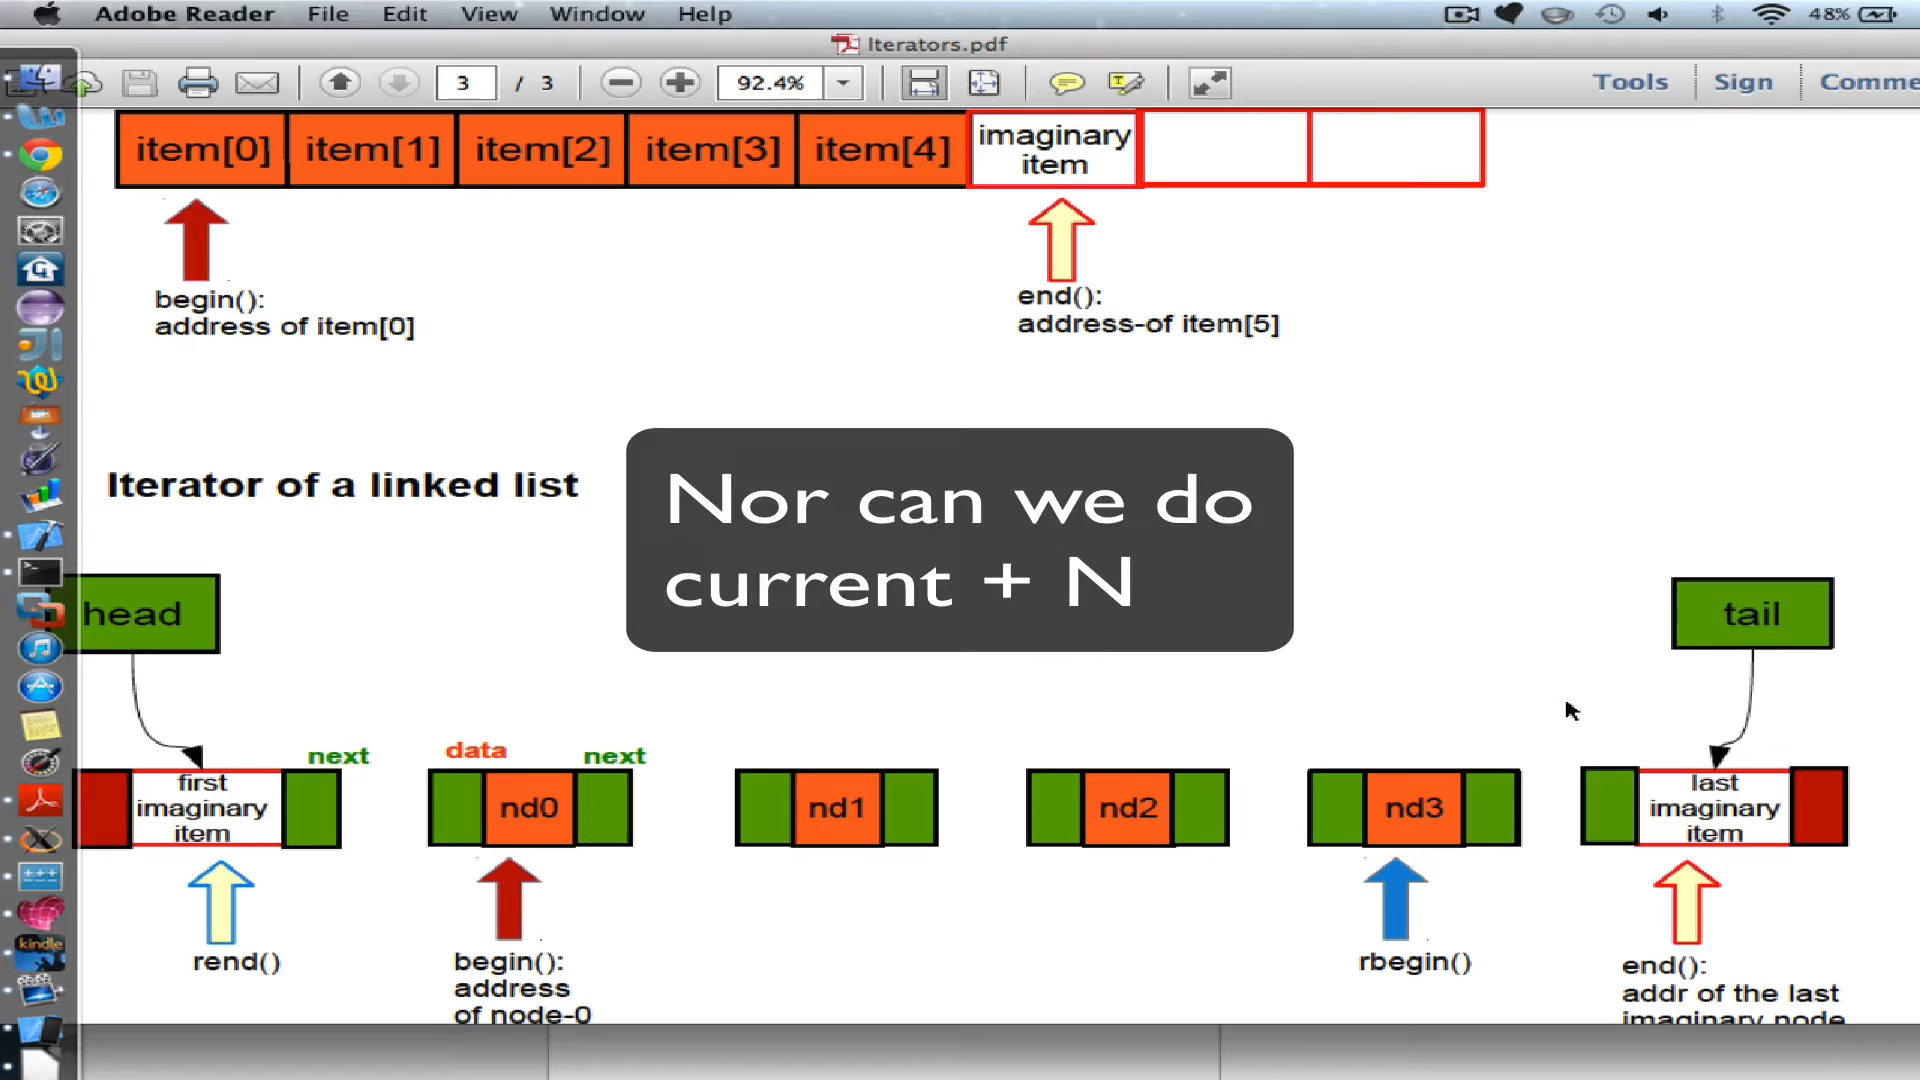 Adobe Reader File Edit View Window Help 48%
Iterators.pdf
3 / 3 92.4% Tools Sign Comme
item[0] item[1] item[2] item[3] item[4] imaginary
item
begin():
address of item[0]
end():
address-of item[5]
Iterator of a linked list
Nor can we do
current + N
head
tail
next data next
first
imaginary
item
nd0 nd1 nd2 nd3
last
imaginary
item
rend()
begin():
address
of node-0
rbegin()
end():
addr of the last
imaginary node
kindle